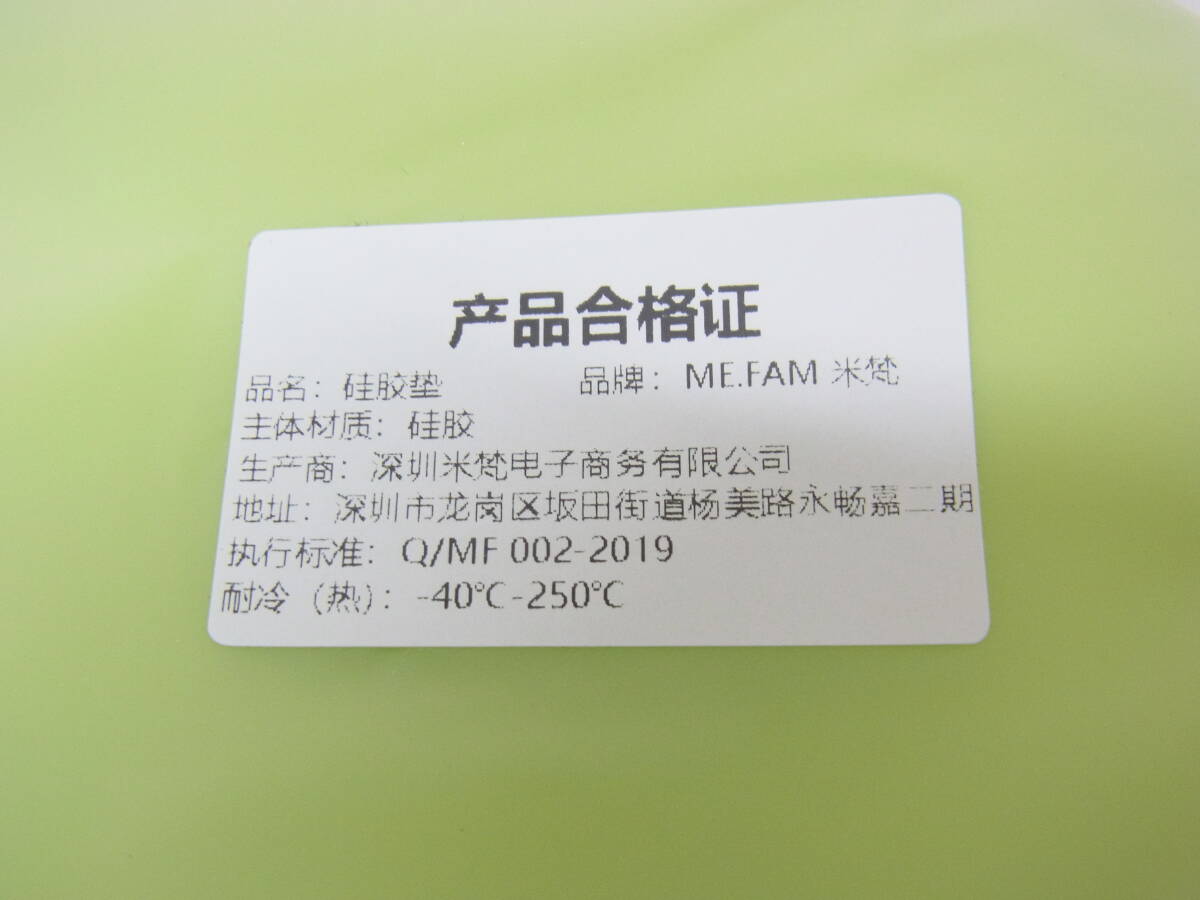 产品合格证
品名：硅胶垫 品牌：ME.FAM 米梵
主体材质：硅胶
生产商：深圳米梵电子商务有限公司
地址：深圳市龙岗区坂田街道杨美路永畅嘉二期
执行标准：Q/MF 002-2019
耐冷（热）：-40℃-250℃